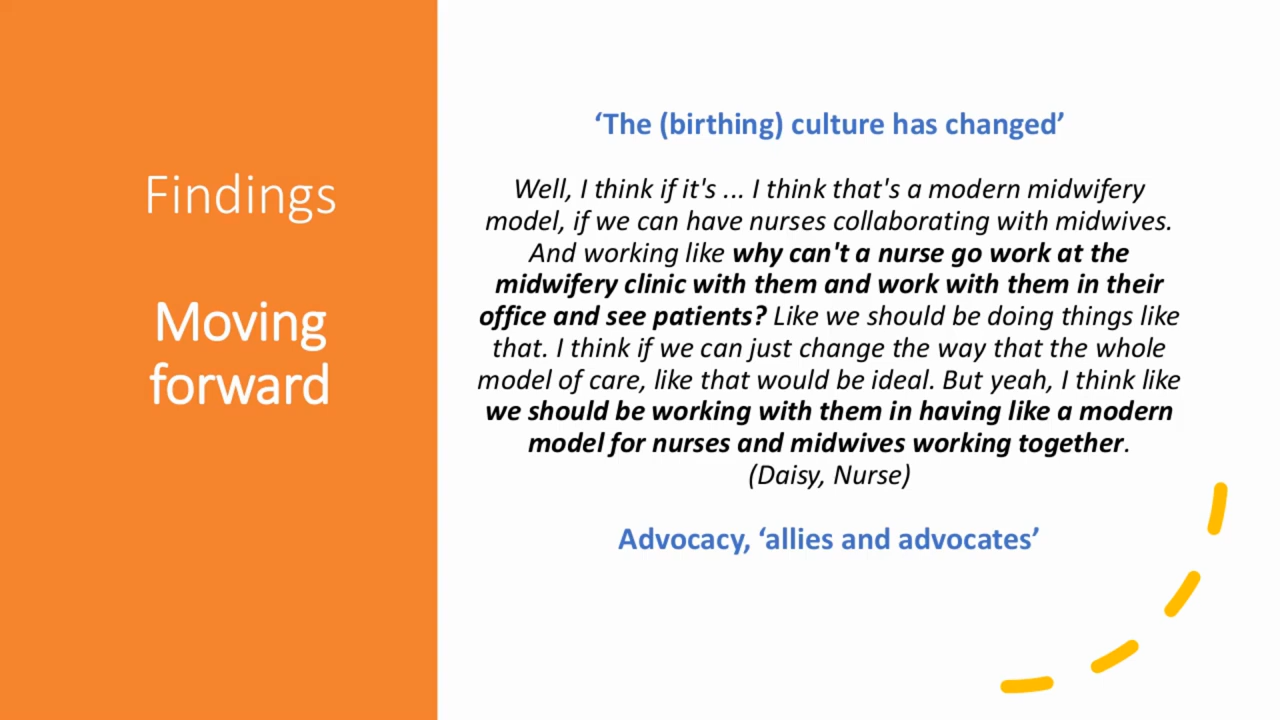 Findings
Moving
forward
‘The (birthing) culture has changed’
Well, I think if it's ... I think that's a modern midwifery
model, if we can have nurses collaborating with midwives.
And working like why can't a nurse go work at the
midwifery clinic with them and work with them in their
office and see patients? Like we should be doing things like
that. I think if we can just change the way that the whole
model of care, like that would be ideal. But yeah, I think like
we should be working with them in having like a modern
model for nurses and midwives working together.
(Daisy, Nurse)
Advocacy, ‘allies and advocates’